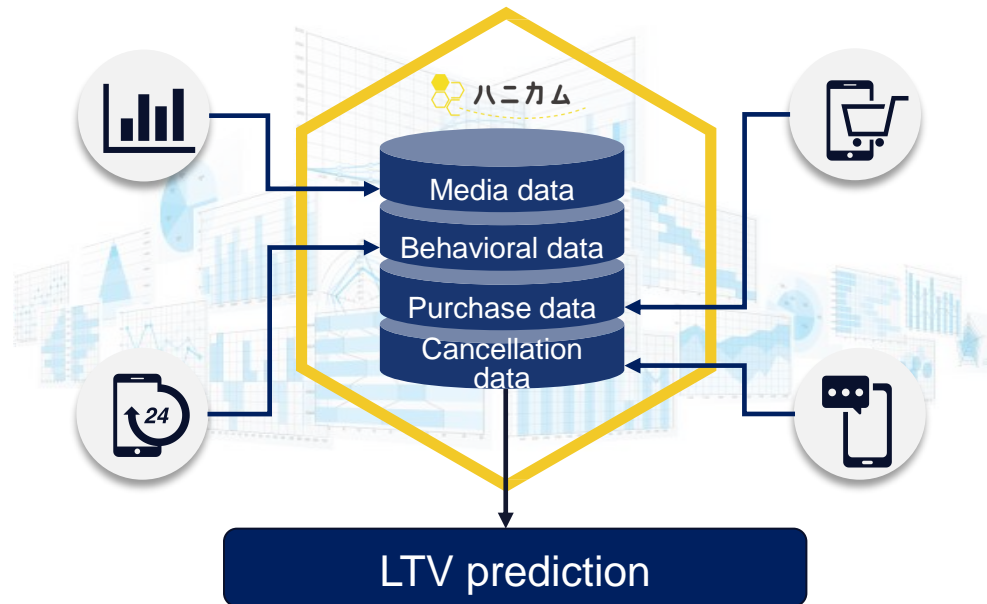 ハニカム
Media data
Behavioral data
24
Purchase data
Cancellation
data
LTV prediction